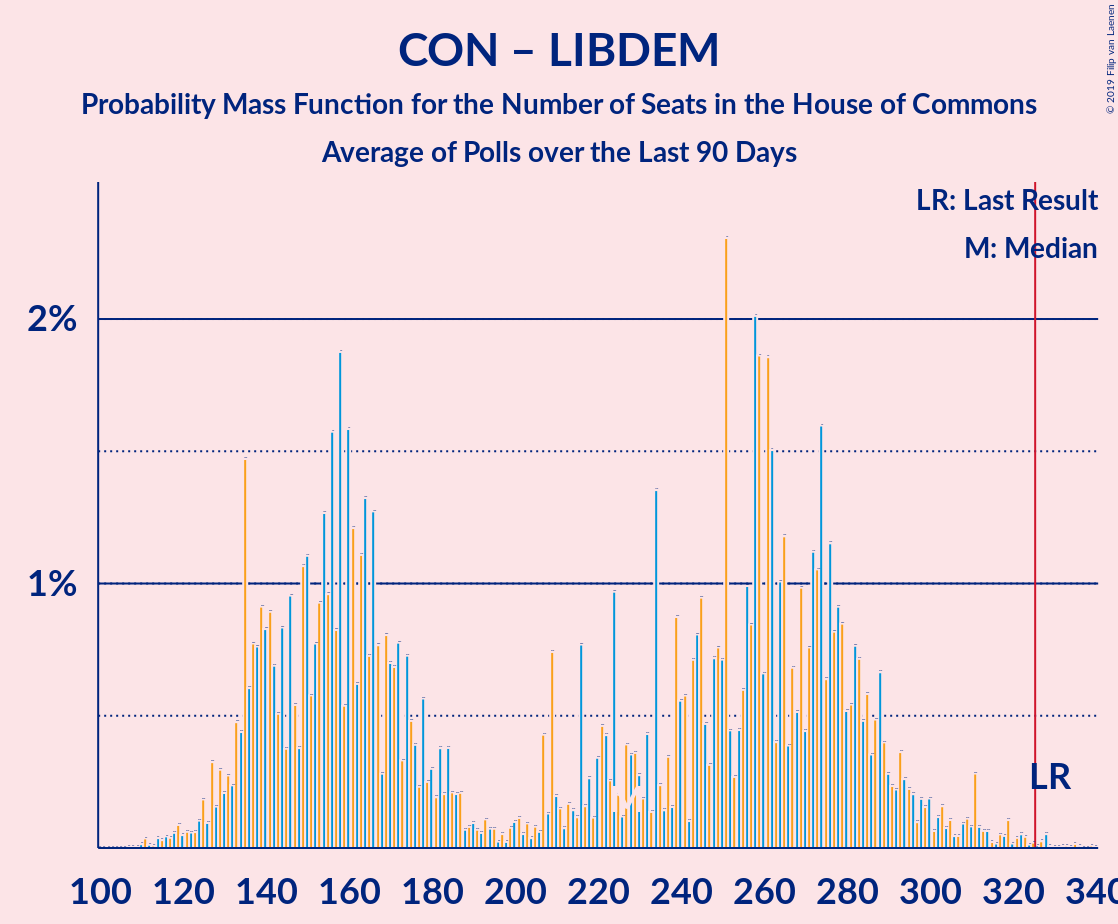 CON – LIBDEM
Probability Mass Function for the Number of Seats in the House of Commons
Average of Polls over the Last 90 Days
© 2019 Filip van Laenen
LR: Last Result
M: Median
2%
1%
LR
M
100 120 140 160 180 200 220 240 260 280 300 320 340